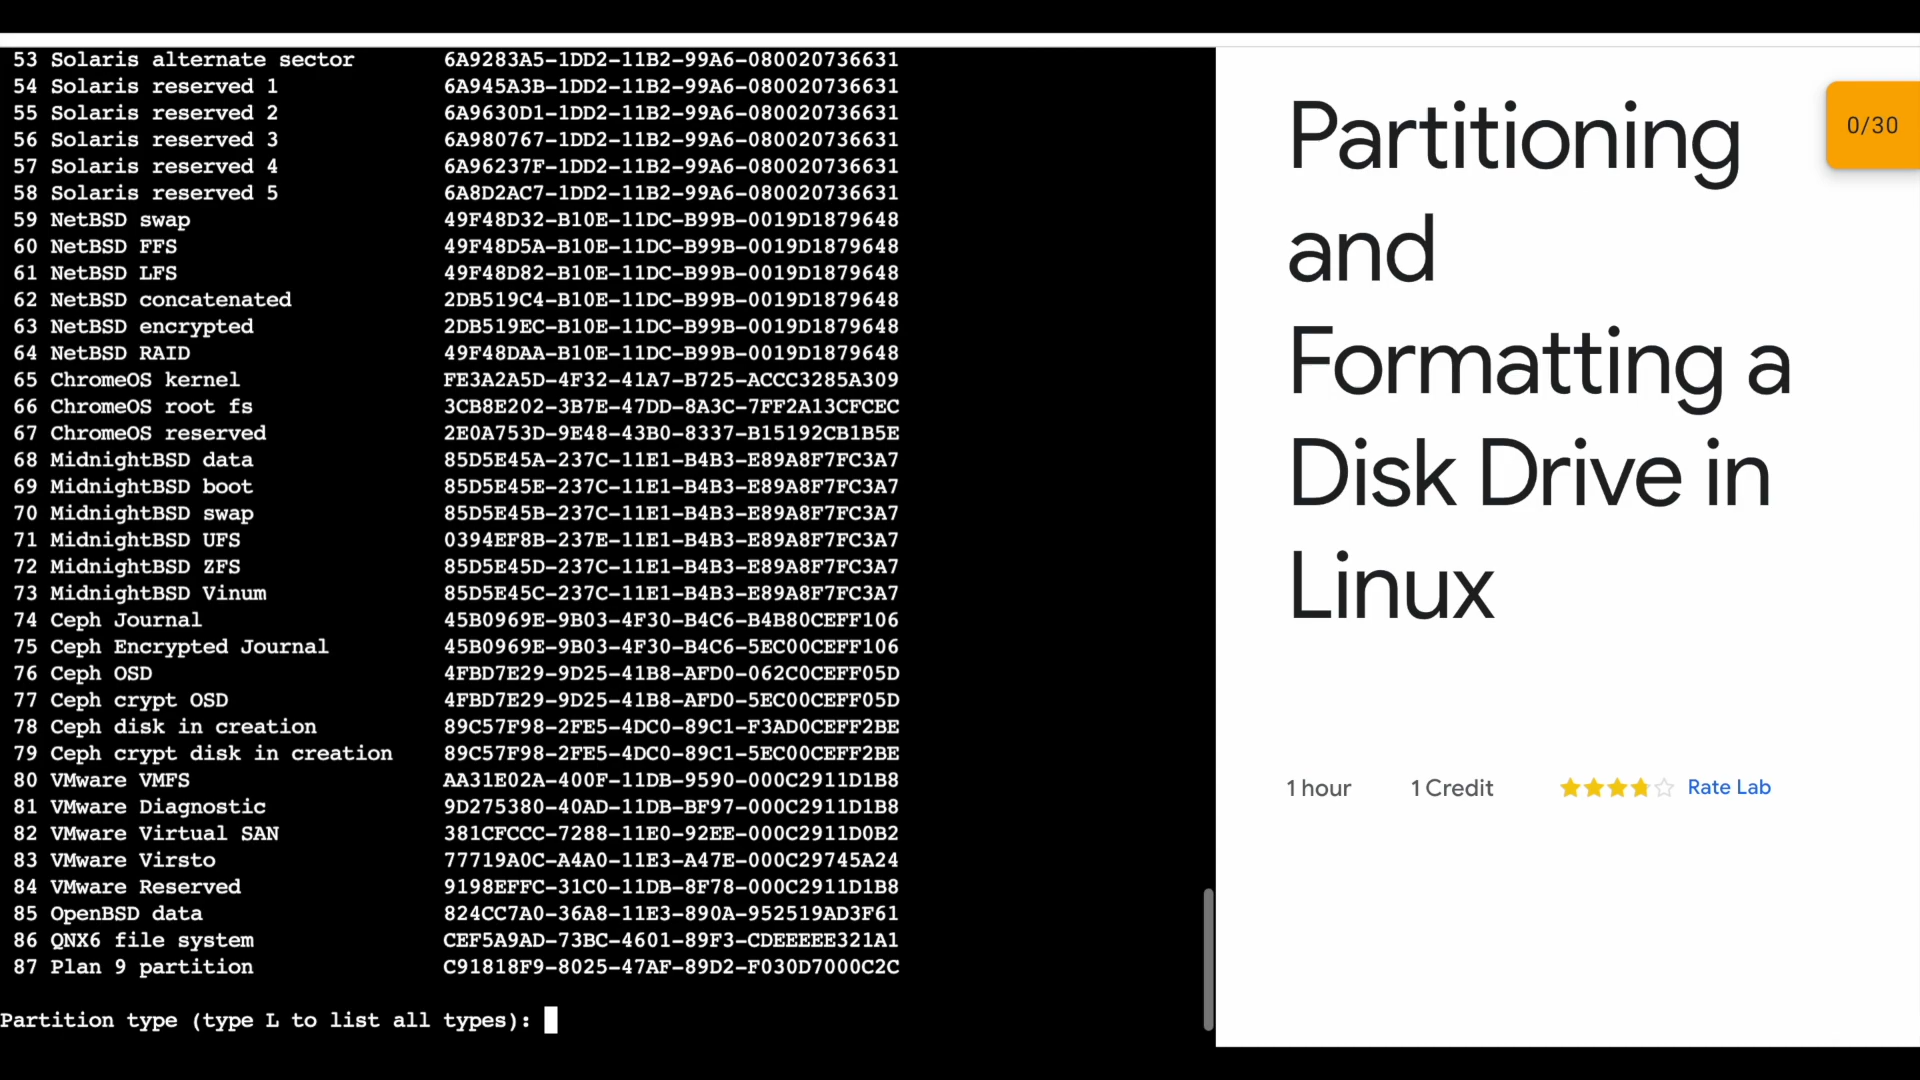 53 Solaris alternate sector 6A9283A5-1DD2-11B2-99A6-080020736631
54 Solaris reserved 1 6A945A3B-1DD2-11B2-99A6-080020736631
55 Solaris reserved 2 6A9630D1-1DD2-11B2-99A6-080020736631
56 Solaris reserved 3 6A980767-1DD2-11B2-99A6-080020736631
57 Solaris reserved 4 6A96237F-1DD2-11B2-99A6-080020736631
58 Solaris reserved 5 6A8D2AC7-1DD2-11B2-99A6-080020736631
59 NetBSD swap 49F48D32-B10E-11DC-B99B-0019D1879648
60 NetBSD FFS 49F48D5A-B10E-11DC-B99B-0019D1879648
61 NetBSD LFS 49F48D82-B10E-11DC-B99B-0019D1879648
62 NetBSD concatenated 2DB519C4-B10E-11DC-B99B-0019D1879648
63 NetBSD encrypted 2DB519EC-B10E-11DC-B99B-0019D1879648
64 NetBSD RAID 49F48DAA-B10E-11DC-B99B-0019D1879648
65 ChromeOS kernel FE3A2A5D-4F32-41A7-B725-ACCC3285A309
66 ChromeOS root fs 3CB8E202-3B7E-47DD-8A3C-7FF2A13CFCEC
67 ChromeOS reserved 2E0A753D-9E48-43B0-8337-B15192CB1B5E
68 MidnightBSD data 85D5E45A-237C-11E1-B4B3-E89A8F7FC3A7
69 MidnightBSD boot 85D5E45E-237C-11E1-B4B3-E89A8F7FC3A7
70 MidnightBSD swap 85D5E45B-237C-11E1-B4B3-E89A8F7FC3A7
71 MidnightBSD UFS 0394EF8B-237E-11E1-B4B3-E89A8F7FC3A7
72 MidnightBSD ZFS 85D5E45D-237C-11E1-B4B3-E89A8F7FC3A7
73 MidnightBSD Vinum 85D5E45C-237C-11E1-B4B3-E89A8F7FC3A7
74 Ceph Journal 45B0969E-9B03-4F30-B4C6-B4B80CEFF106
75 Ceph Encrypted Journal 45B0969E-9B03-4F30-B4C6-5EC00CEFF106
76 Ceph OSD 4FBD7E29-9D25-41B8-AFD0-062C0CEFF05D
77 Ceph crypt OSD 4FBD7E29-9D25-41B8-AFD0-5EC00CEFF05D
78 Ceph disk in creation 89C57F98-2FE5-4DC0-89C1-F3AD0CEFF2BE
79 Ceph crypt disk in creation 89C57F98-2FE5-4DC0-89C1-5EC00CEFF2BE
80 VMware VMFS AA31E02A-400F-11DB-9590-000C2911D1B8
81 VMware Diagnostic 9D275380-40AD-11DB-BF97-000C2911D1B8
82 VMware Virtual SAN 381CFCCC-7288-11E0-92EE-000C2911D0B2
83 VMware Virsto 77719A0C-A4A0-11E3-A47E-000C29745A24
84 VMware Reserved 9198EFFC-31C0-11DB-8F78-000C2911D1B8
85 OpenBSD data 824CC7A0-36A8-11E3-890A-952519AD3F61
86 QNX6 file system CEF5A9AD-73BC-4601-89F3-CDEEEEE321A1
87 Plan 9 partition C91818F9-8025-47AF-89D2-F030D7000C2C
Partition type (type L to list all types):
Partitioning
and
Formatting a
Disk Drive in
Linux
0/30
1 hour 1 Credit Rate Lab